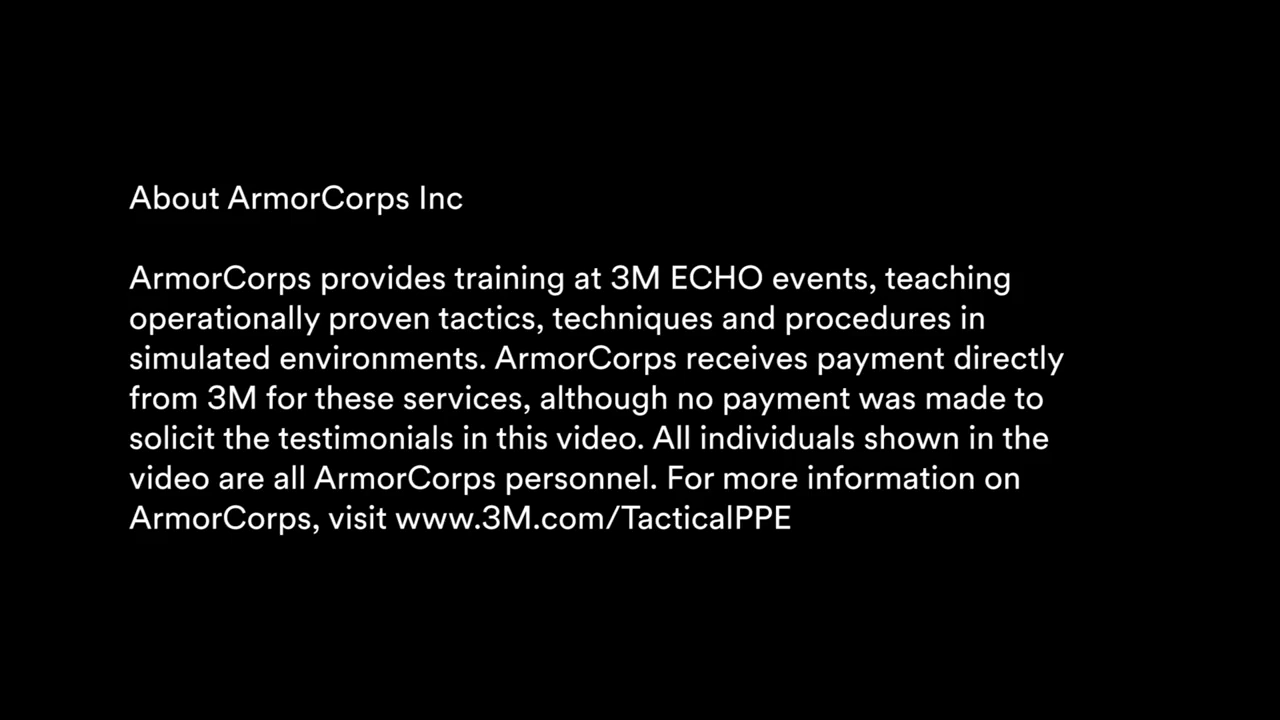 About ArmorCorps Inc
ArmorCorps provides training at 3M ECHO events, teaching
operationally proven tactics, techniques and procedures in
simulated environments. ArmorCorps receives payment directly
from 3M for these services, although no payment was made to
solicit the testimonials in this video. All individuals shown in the
video are all ArmorCorps personnel. For more information on
ArmorCorps, visit www.3M.com/TacticalPPE